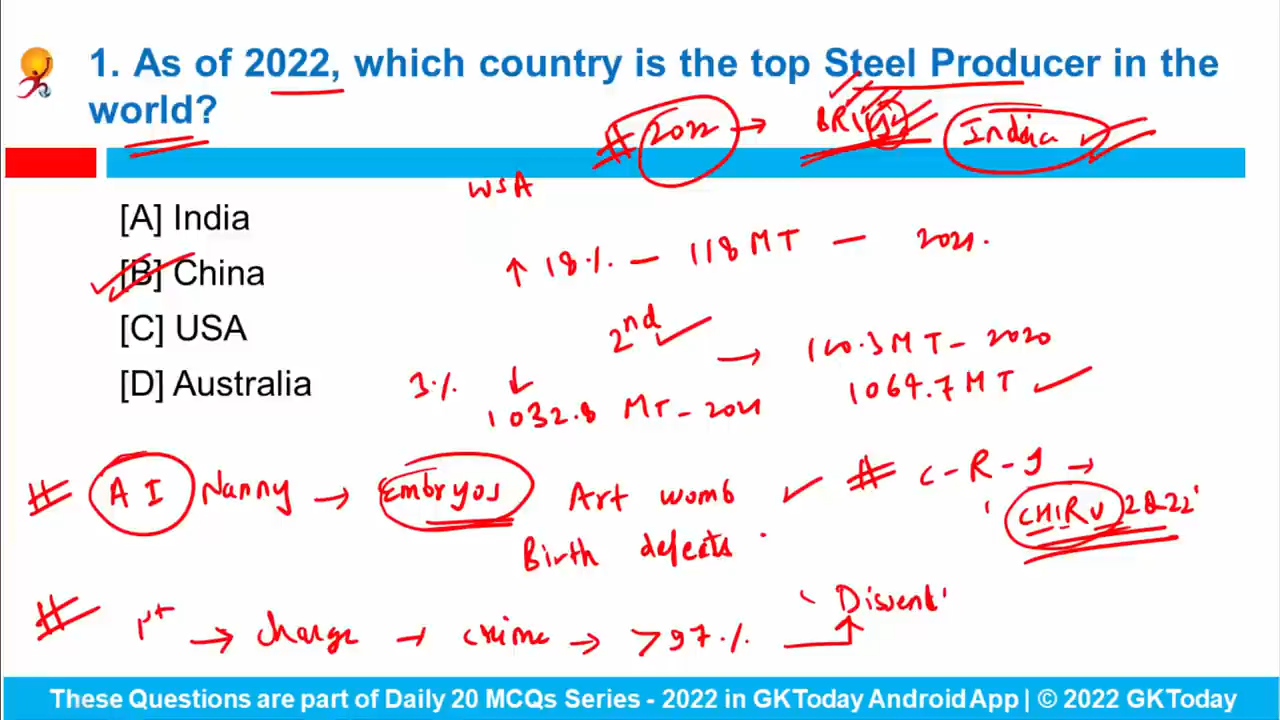 1. As of 2022, which country is the top Steel Producer in the
world?
# 2022 → India
WSA
[A] India
↑ 18% – 118 MT – 2021.
[B] China
2nd
[C] USA
→ 100.3 MT – 2020
[D] Australia
3% ↓
1064.7 MT
1032.8 MT – 2021
# AI Nanny → Embryos Art womb
# C-R-I →
'CHIRU 2022'
Birth defects
# 1st → charge → crime → >97%
'Dissent'
These Questions are part of Daily 20 MCQs Series - 2022 in GKToday Android App | © 2022 GKToday